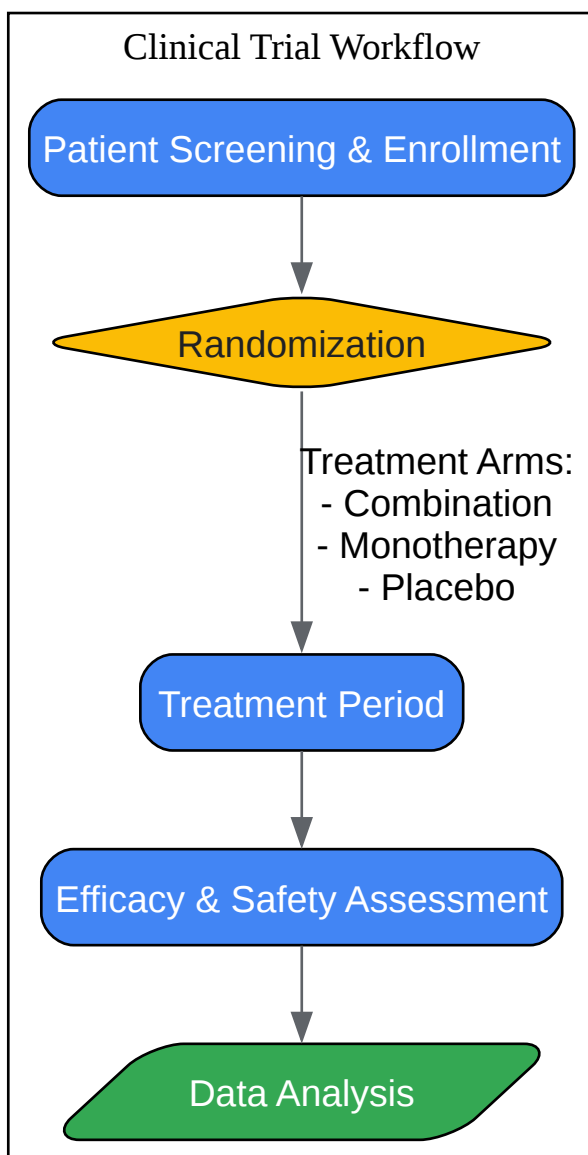 Clinical Trial Workflow
Patient Screening & Enrollment
Randomization
Treatment Arms:
- Combination
- Monotherapy
- Placebo
Treatment Period
Efficacy & Safety Assessment
Data Analysis